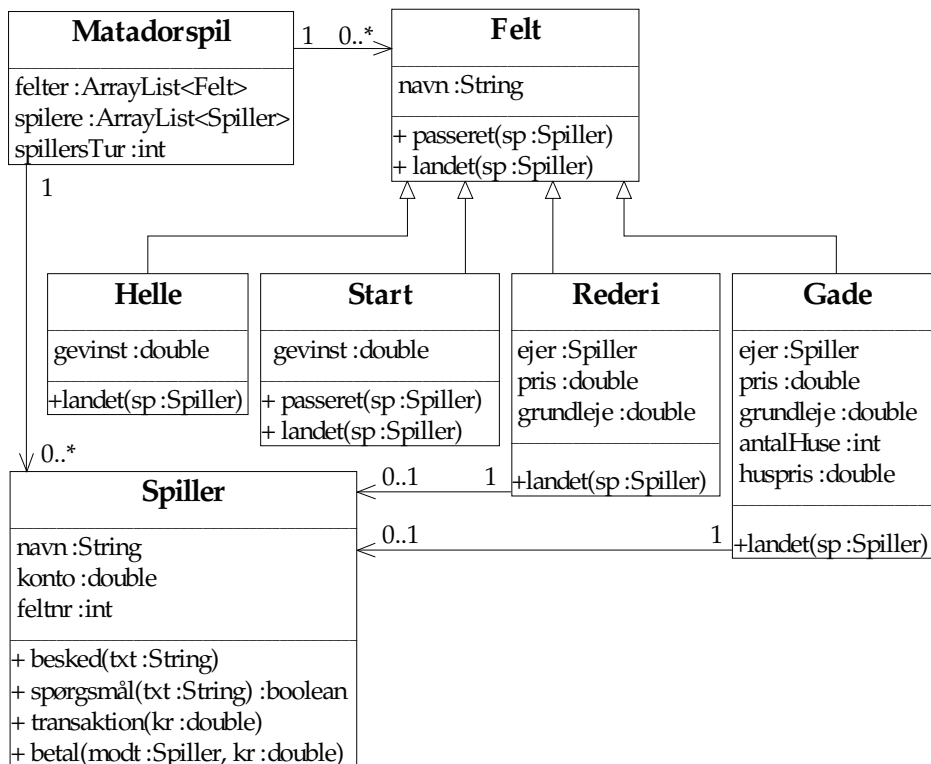 Matadorspil
felter :ArrayList<Felt>
spilere :ArrayList<Spiller>
spillersTur :int
1
0..*
Felt
navn :String
+ passeret(sp :Spiller)
+ landet(sp :Spiller)
1
Helle
gevinst :double
+landet(sp :Spiller)
Start
gevinst :double
+ passeret(sp :Spiller)
+ landet(sp :Spiller)
Rederi
ejer :Spiller
pris :double
grundleje :double
+landet(sp :Spiller)
Gade
ejer :Spiller
pris :double
grundleje :double
antalHuse :int
huspris :double
+landet(sp :Spiller)
0..*
0..1
1
0..1
1
Spiller
navn :String
konto :double
feltnr :int
+ besked(txt :String)
+ spørgsmål(txt :String) :boolean
+ transaktion(kr :double)
+ betal(modt :Spiller, kr :double)